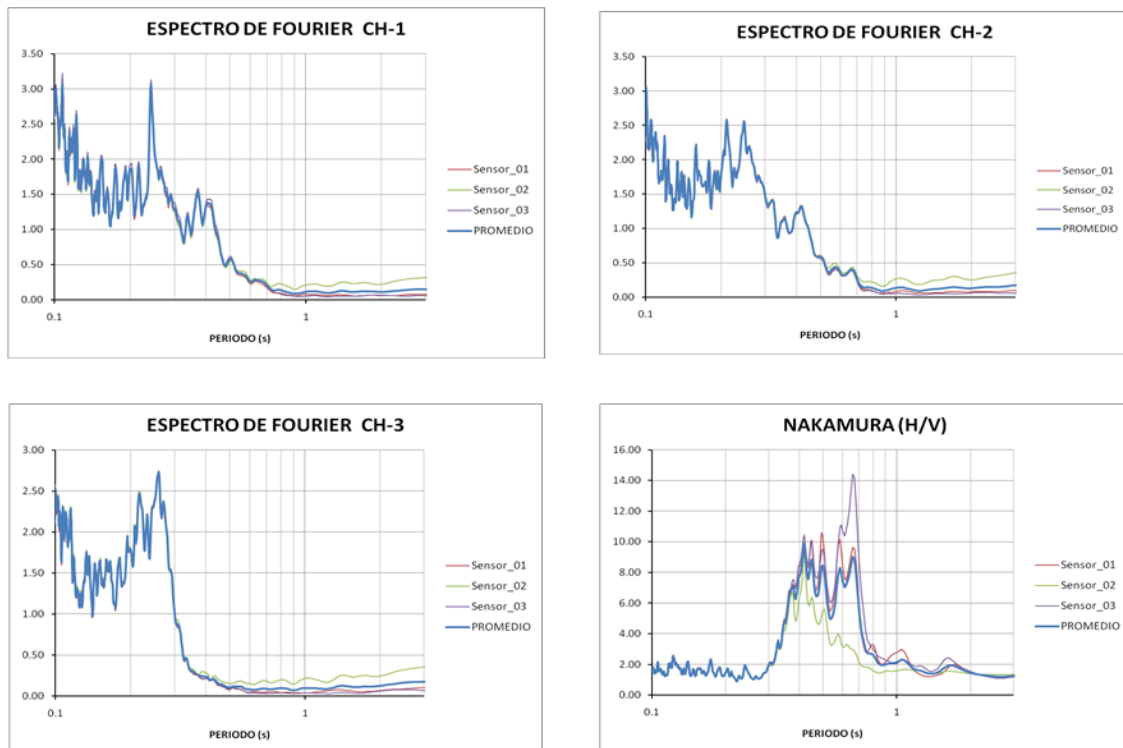 ESPECTRO DE FOURIER CH-1
3.50
3.00
2.50
2.00
1.50
1.00
0.50
0.00
0.1
1
PERIODO (s)
Sensor_01
Sensor_02
Sensor_03
PROMEDIO
ESPECTRO DE FOURIER CH-2
3.50
3.00
2.50
2.00
1.50
1.00
0.50
0.00
0.1
1
PERIODO (s)
Sensor_01
Sensor_02
Sensor_03
PROMEDIO
ESPECTRO DE FOURIER CH-3
3.00
2.50
2.00
1.50
1.00
0.50
0.00
0.1
1
PERIODO (s)
Sensor_01
Sensor_02
Sensor_03
PROMEDIO
NAKAMURA (H/V)
16.00
14.00
12.00
10.00
8.00
6.00
4.00
2.00
0.00
0.1
1
PERIODO (s)
Sensor_01
Sensor_02
Sensor_03
PROMEDIO